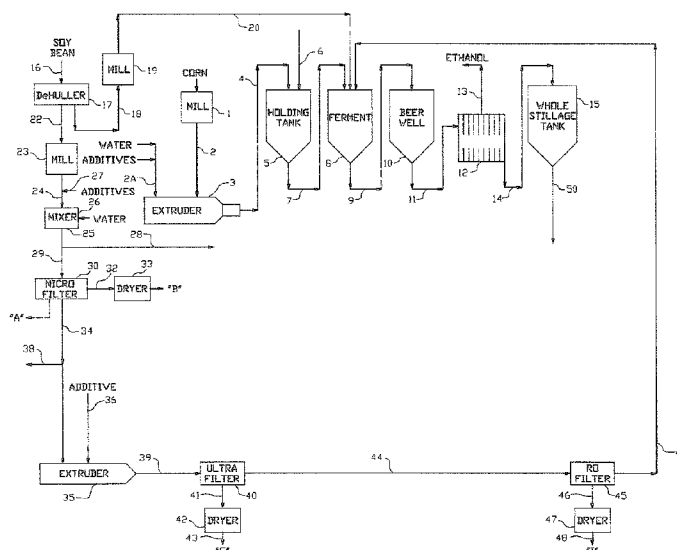 SOY
BEAN
16
DeHULLER
17
22
18
MILL
19
20
CORN
MILL
1
2
WATER
ADDITIVES
2A
EXTRUDER
3
4
6
HOLDING
TANK
5
7
FERMENT
8
9
BEER
WELL
10
11
ETHANOL
13
12
14
WHOLE
STILLAGE
TANK
15
50
23
MILL
24
27
ADDITIVES
26
MIXER
WATER
25
28
29
30
MICRO
FILTER
32
33
DRYER
"B"
"A"
34
38
ADDITIVE
36
EXTRUDER
35
39
ULTRA
FILTER
40
41
42
DRYER
43
44
RO
FILTER
45
46
47
DRYER
48